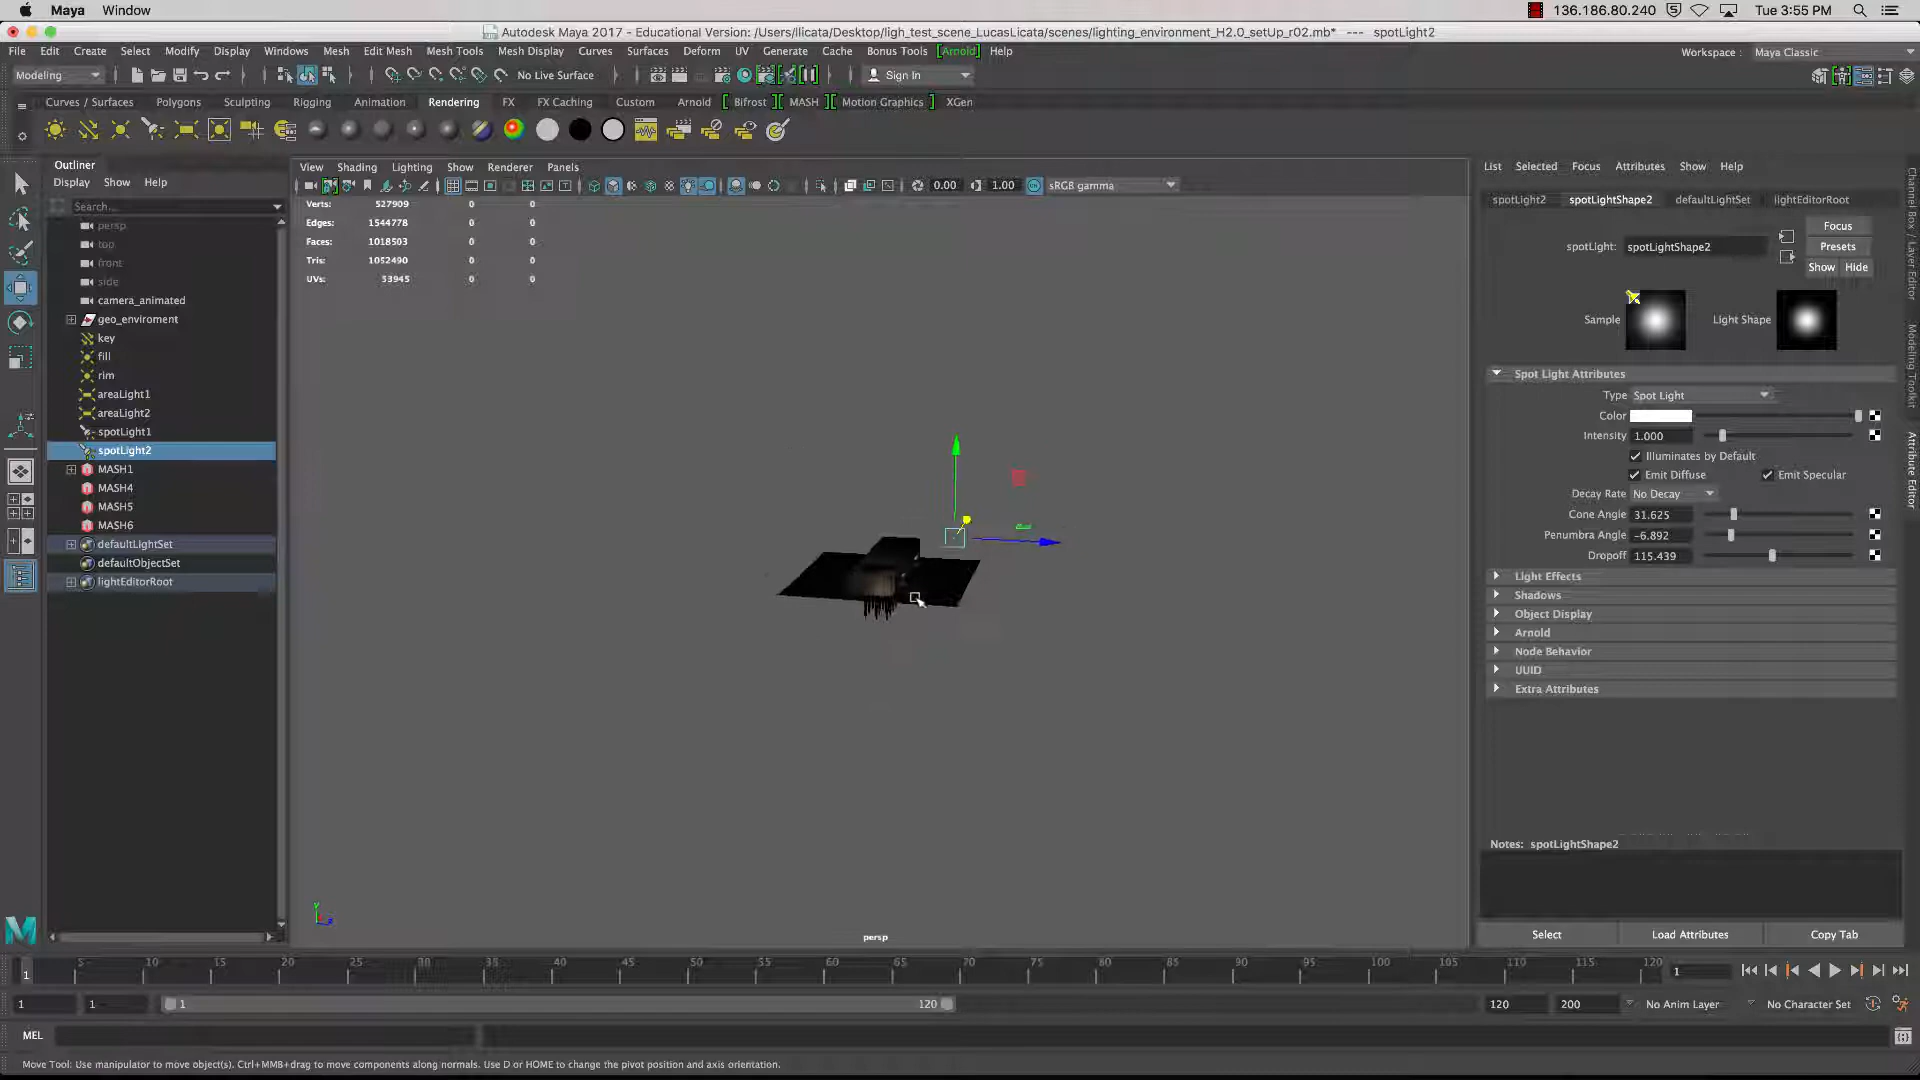 Maya Window 136.186.80.240 Tue 3:55 PM
Autodesk Maya 2017 - Educational Version: /Users/llicata/Desktop/ligh_test_scene_LucasLicata/scenes/lighting_environment_H2.0_setUp_r02.mb* --- spotLight2
File Edit Create Select Modify Display Windows Mesh Edit Mesh Mesh Tools Mesh Display Curves Surfaces Deform UV Generate Cache Bonus Tools [Arnold] Help Workspace: Maya Classic
Modeling No Live Surface Sign In
Curves / Surfaces Polygons Sculpting Rigging Animation Rendering FX FX Caching Custom Arnold [ Bifrost ][ MASH ][ Motion Graphics ] XGen
Outliner
Display Show Help
Search...
persp
top
front
side
camera_animated
geo_enviroment
key
fill
rim
areaLight1
areaLight2
spotLight1
spotLight2
MASH1
MASH4
MASH5
MASH6
defaultLightSet
defaultObjectSet
lightEditorRoot
View Shading Lighting Show Renderer Panels
0.00 1.00 sRGB gamma
Verts: 527909 0 0
Edges: 1544778 0 0
Faces: 1018503 0 0
Tris: 1052490 0 0
UVs: 53945 0 0
persp
List Selected Focus Attributes Show Help
spotLight2 spotLightShape2 defaultLightSet lightEditorRoot
Focus
spotLight: spotLightShape2 Presets
Show Hide
Sample Light Shape
Spot Light Attributes
Type Spot Light
Color
Intensity 1.000
Illuminates by Default
Emit Diffuse Emit Specular
Decay Rate No Decay
Cone Angle 31.625
Penumbra Angle -6.892
Dropoff 115.439
Light Effects
Shadows
Object Display
Arnold
Node Behavior
UUID
Extra Attributes
Notes: spotLightShape2
Select Load Attributes Copy Tab
Channel Box / Layer Editor
Modeling Toolkit
Attribute Editor
1 5 10 15 20 25 30 35 40 45 50 55 60 65 70 75 80 85 90 95 100 105 110 115 120 1
1 1 1 120 120 200 No Anim Layer No Character Set
MEL
Move Tool: Use manipulator to move object(s). Ctrl+MMB+drag to move components along normals. Use D or HOME to change the pivot position and axis orientation.